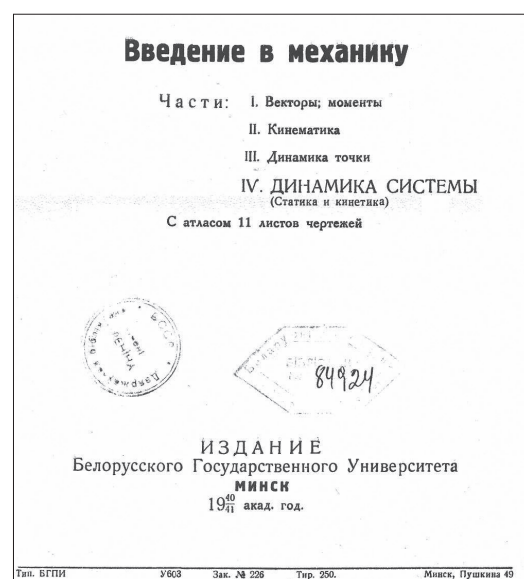 Введение в механику
Части: I. Векторы; моменты
II. Кинематика
III. Динамика точки
IV. ДИНАМИКА СИСТЕМЫ
(Статика и кинетика)
С атласом 11 листов чертежей
84924
ИЗДАНИЕ
Белорусского Государственного Университета
МИНСК
19 40/41 акад. год.
Тип. БГПИ У603 Зак. № 226 Тир. 250. Минск, Пушкина 49